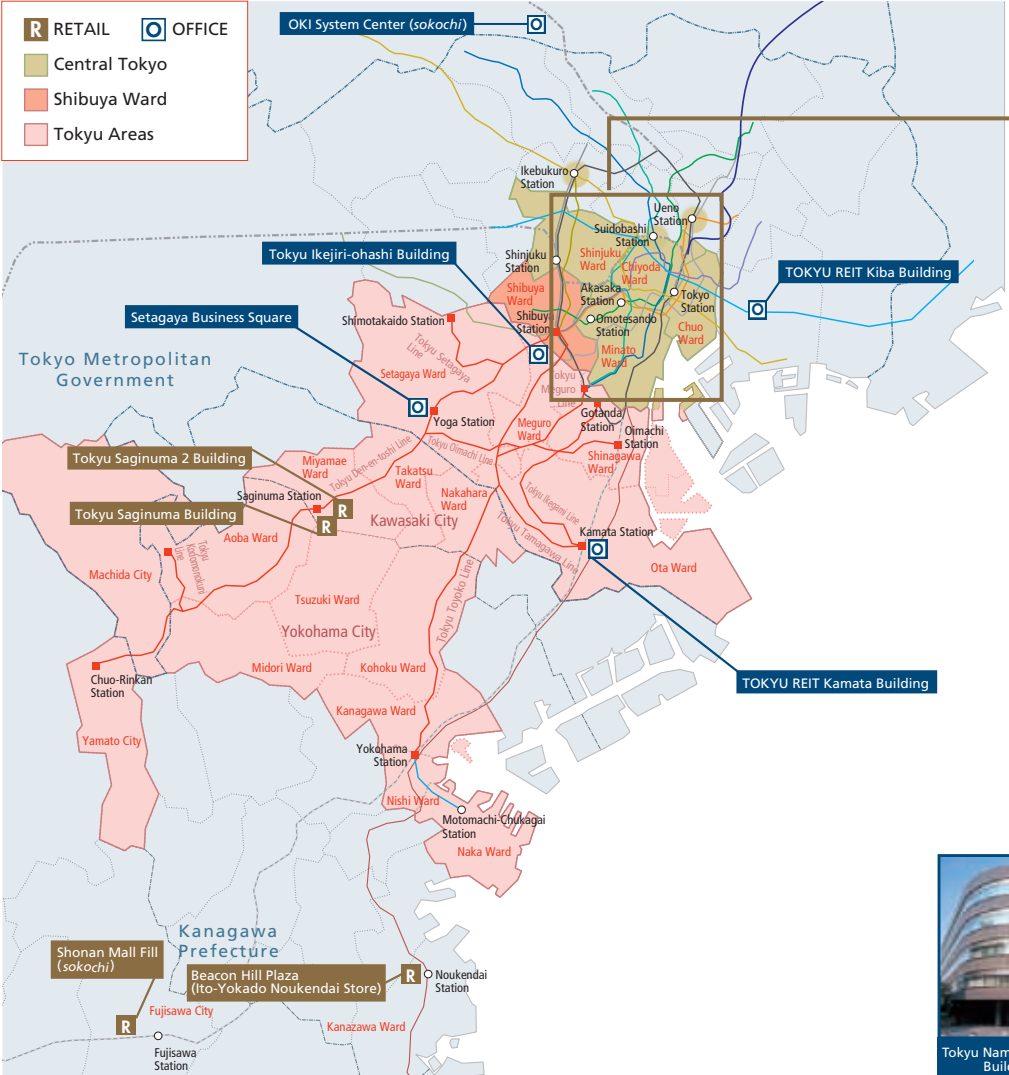 R RETAIL
O OFFICE
Central Tokyo
Shibuya Ward
Tokyu Areas
OKI System Center (sokochi)
O
Ikebukuro
Station
Ueno
Station
Suidobashi
Station
Tokyu Ikejiri-ohashi Building
Shinjuku
Station
Shinjuku
Ward
Chiyoda
Ward
TOKYU REIT Kiba Building
O
Shibuya
Ward
Akasaka
Station
Tokyo
Station
Setagaya Business Square
Shimotakaido Station
Shibuya
Station
Omotesando
Station
Chuo
Ward
Minato
Ward
O
Tokyo Metropolitan
Government
Tokyu Setagaya
Line
Setagaya Ward
Tokyu
Meguro
Line
O
Yoga Station
Meguro
Ward
Gotanda
Station
Oimachi
Station
Tokyu Saginuma 2 Building
Miyamae
Ward
Tokyu Den-en-toshi Line
Tokyu Oimachi Line
Takatsu
Ward
Shinagawa
Ward
Saginuma Station
R
Nakahara
Ward
Tokyu Ikegami Line
Tokyu Saginuma Building
R
Kawasaki City
Tokyu Tamagawa Line
Kamata Station
O
Aoba Ward
Tokyu
Kodomonokuni
Line
Machida City
Ota Ward
Tsuzuki Ward
Tokyu Toyoko Line
Yokohama City
Midori Ward
Kohoku Ward
TOKYU REIT Kamata Building
Chuo-Rinkan
Station
Kanagawa Ward
Yamato City
Yokohama
Station
Nishi Ward
Motomachi-Chukagai
Station
Naka Ward
Kanagawa
Prefecture
Shonan Mall Fill
(sokochi)
Beacon Hill Plaza
(Ito-Yokado Noukendai Store)
R
Noukendai
Station
Fujisawa City
R
Kanazawa Ward
Fujisawa
Station
Tokyu Nam
Buil